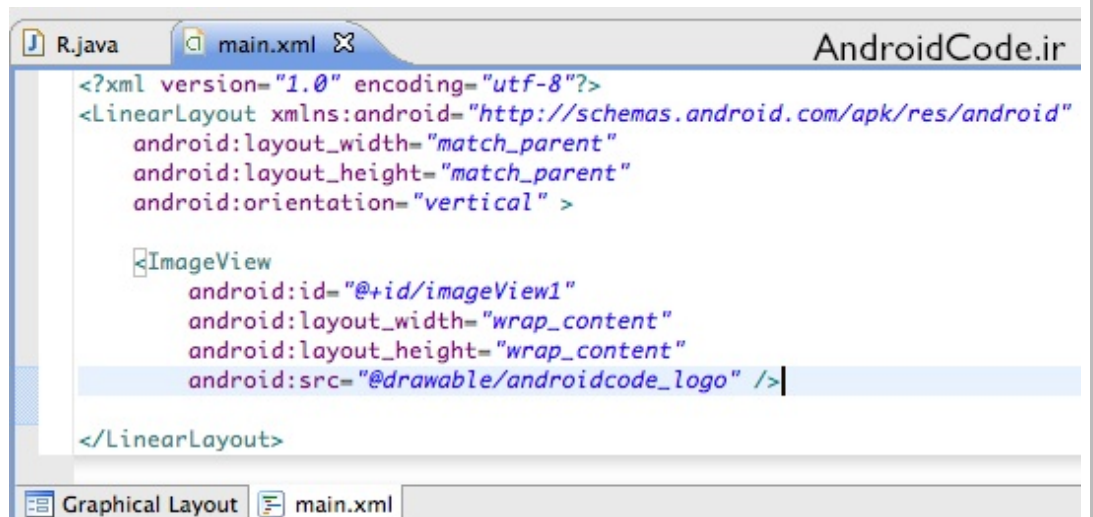 R.java
main.xml
AndroidCode.ir
<?xml version="1.0" encoding="utf-8"?>
<LinearLayout xmlns:android="http://schemas.android.com/apk/res/android"
    android:layout_width="match_parent"
    android:layout_height="match_parent"
    android:orientation="vertical" >
    <ImageView
        android:id="@+id/imageView1"
        android:layout_width="wrap_content"
        android:layout_height="wrap_content"
        android:src="@drawable/androidcode_logo" />
</LinearLayout>
Graphical Layout
main.xml